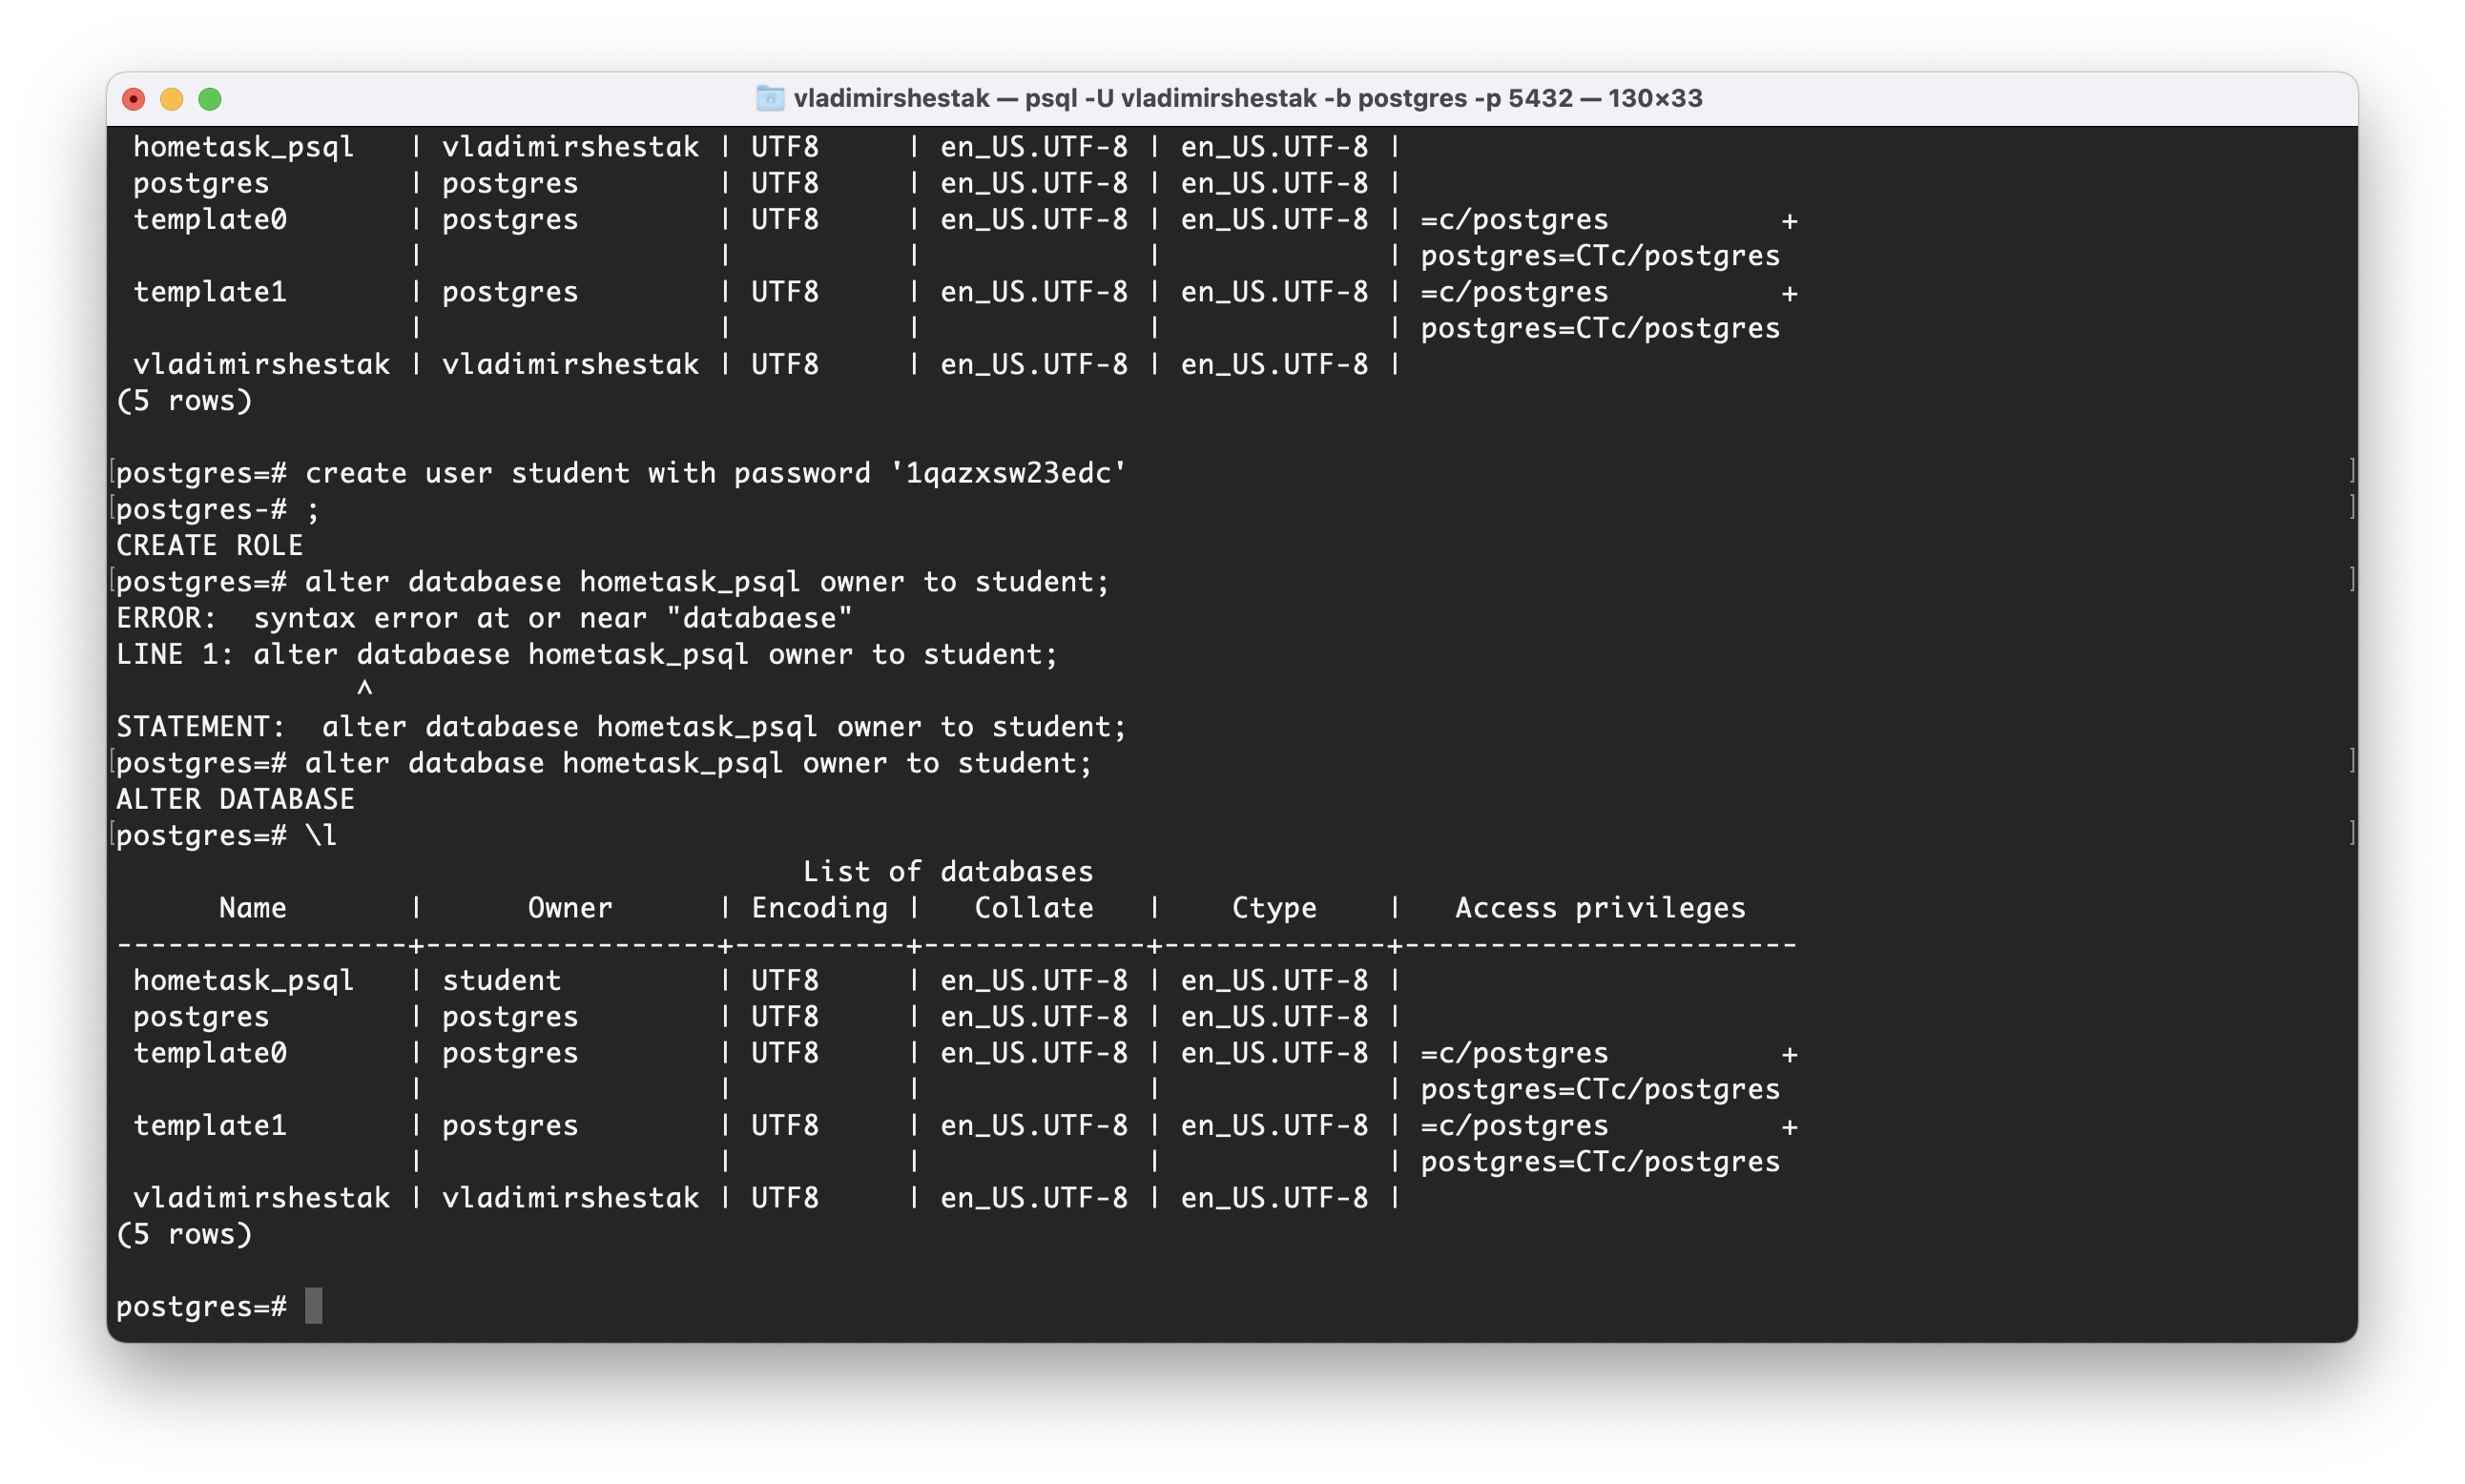 vladimirshestak — psql -U vladimirshestak -b postgres -p 5432 — 130×33
 hometask_psql   | vladimirshestak | UTF8     | en_US.UTF-8 | en_US.UTF-8 |
 postgres        | postgres        | UTF8     | en_US.UTF-8 | en_US.UTF-8 |
 template0       | postgres        | UTF8     | en_US.UTF-8 | en_US.UTF-8 | =c/postgres          +
                 |                 |          |             |             | postgres=CTc/postgres
 template1       | postgres        | UTF8     | en_US.UTF-8 | en_US.UTF-8 | =c/postgres          +
                 |                 |          |             |             | postgres=CTc/postgres
 vladimirshestak | vladimirshestak | UTF8     | en_US.UTF-8 | en_US.UTF-8 |
(5 rows)

[postgres=# create user student with password '1qazxsw23edc' ]
[postgres-# ; ]
CREATE ROLE
[postgres=# alter databaese hometask_psql owner to student; ]
ERROR:  syntax error at or near "databaese"
LINE 1: alter databaese hometask_psql owner to student;
              ^
STATEMENT:  alter databaese hometask_psql owner to student;
[postgres=# alter database hometask_psql owner to student; ]
ALTER DATABASE
[postgres=# \l ]
                                        List of databases
      Name       |      Owner      | Encoding |   Collate   |    Ctype    |   Access privileges
-----------------+-----------------+----------+-------------+-------------+-----------------------
 hometask_psql   | student         | UTF8     | en_US.UTF-8 | en_US.UTF-8 |
 postgres        | postgres        | UTF8     | en_US.UTF-8 | en_US.UTF-8 |
 template0       | postgres        | UTF8     | en_US.UTF-8 | en_US.UTF-8 | =c/postgres          +
                 |                 |          |             |             | postgres=CTc/postgres
 template1       | postgres        | UTF8     | en_US.UTF-8 | en_US.UTF-8 | =c/postgres          +
                 |                 |          |             |             | postgres=CTc/postgres
 vladimirshestak | vladimirshestak | UTF8     | en_US.UTF-8 | en_US.UTF-8 |
(5 rows)

postgres=#